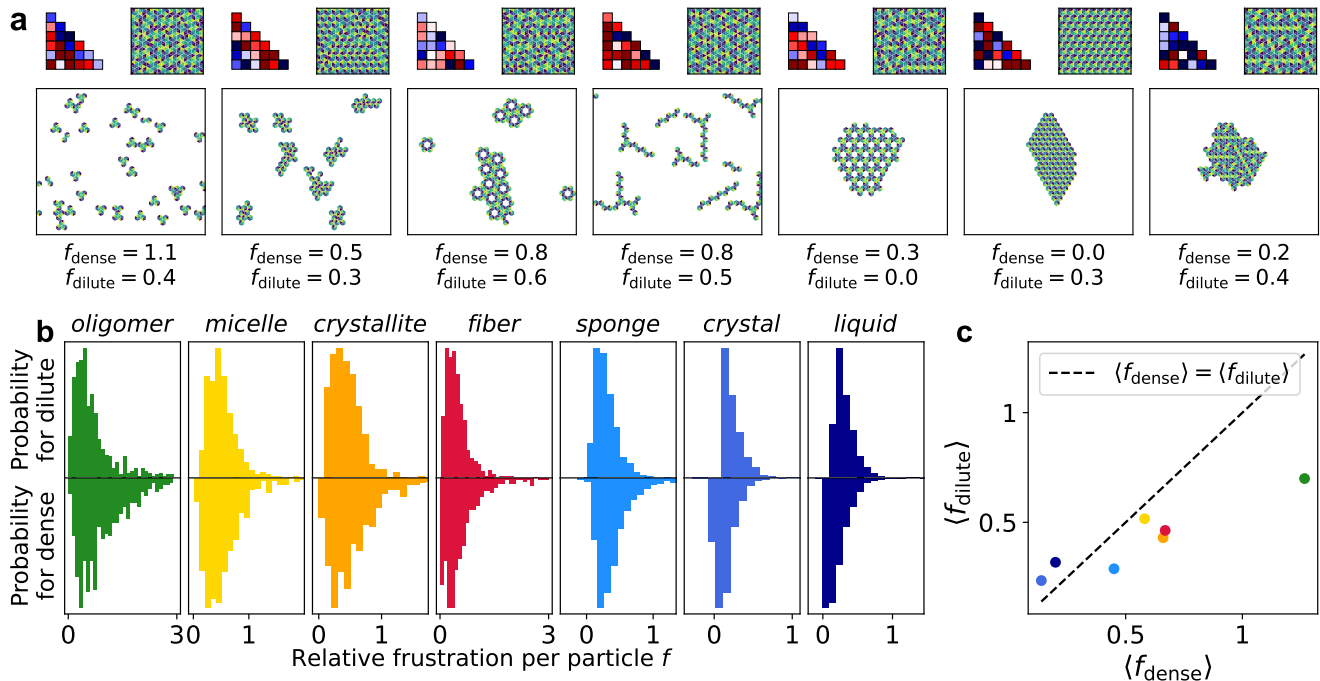 a
f_dense = 1.1
f_dilute = 0.4
f_dense = 0.5
f_dilute = 0.3
f_dense = 0.8
f_dilute = 0.6
f_dense = 0.8
f_dilute = 0.5
f_dense = 0.3
f_dilute = 0.0
f_dense = 0.0
f_dilute = 0.3
f_dense = 0.2
f_dilute = 0.4
b
oligomer
micelle
crystallite
fiber
sponge
crystal
liquid
Probability
for dilute
Probability
for dense
0 3
0 1
0 1
0 3
0 1
0 1
0 1
Relative frustration per particle f
c
⟨f_dense⟩ = ⟨f_dilute⟩
⟨f_dilute⟩
1
0.5
0.5 1
⟨f_dense⟩